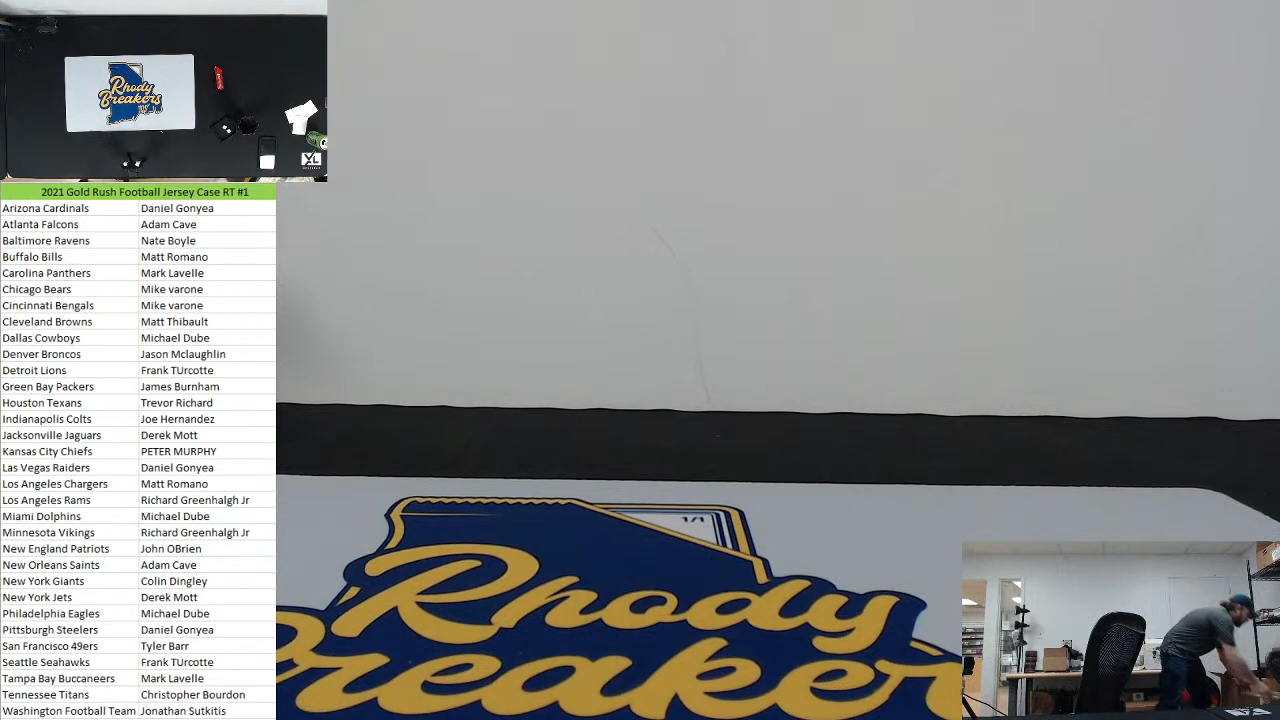 Rhody
Breakers
XL
2021 Gold Rush Football Jersey Case RT #1
Arizona Cardinals Daniel Gonyea
Atlanta Falcons Adam Cave
Baltimore Ravens Nate Boyle
Buffalo Bills Matt Romano
Carolina Panthers Mark Lavelle
Chicago Bears Mike varone
Cincinnati Bengals Mike varone
Cleveland Browns Matt Thibault
Dallas Cowboys Michael Dube
Denver Broncos Jason Mclaughlin
Detroit Lions Frank TUrcotte
Green Bay Packers James Burnham
Houston Texans Trevor Richard
Indianapolis Colts Joe Hernandez
Jacksonville Jaguars Derek Mott
Kansas City Chiefs PETER MURPHY
Las Vegas Raiders Daniel Gonyea
Los Angeles Chargers Matt Romano
Los Angeles Rams Richard Greenhalgh Jr
Miami Dolphins Michael Dube
Minnesota Vikings Richard Greenhalgh Jr
New England Patriots John OBrien
New Orleans Saints Adam Cave
New York Giants Colin Dingley
New York Jets Derek Mott
Philadelphia Eagles Michael Dube
Pittsburgh Steelers Daniel Gonyea
San Francisco 49ers Tyler Barr
Seattle Seahawks Frank TUrcotte
Tampa Bay Buccaneers Mark Lavelle
Tennessee Titans Christopher Bourdon
Washington Football Team Jonathan Sutkitis
1/1
Rhody
Breaker